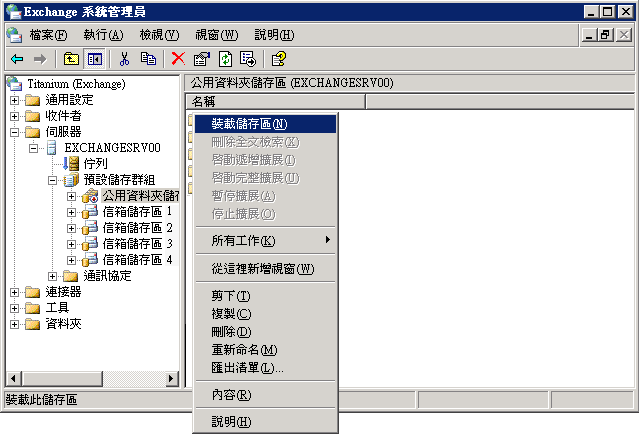 Exchange 系統管理員
檔案(F) 執行(A) 檢視(V) 視窗(W) 說明(H)
Titanium (Exchange)
通用設定
收件者
伺服器
EXCHANGESRV00
佇列
預設儲存群組
公用資料夾儲存
信箱儲存區 1
信箱儲存區 2
信箱儲存區 3
信箱儲存區 4
通訊協定
連接器
工具
資料夾
公用資料夾儲存區 (EXCHANGESRV00)
名稱
裝載儲存區(N)
刪除全文檢索(X)
啓動遞增擴展(I)
啓動完整擴展(U)
暫停擴展(A)
停止擴展(O)
所有工作(K)
從這裡新增視窗(W)
剪下(T)
複製(C)
刪除(D)
重新命名(M)
匯出清單(L)...
內容(R)
說明(H)
裝載此儲存區